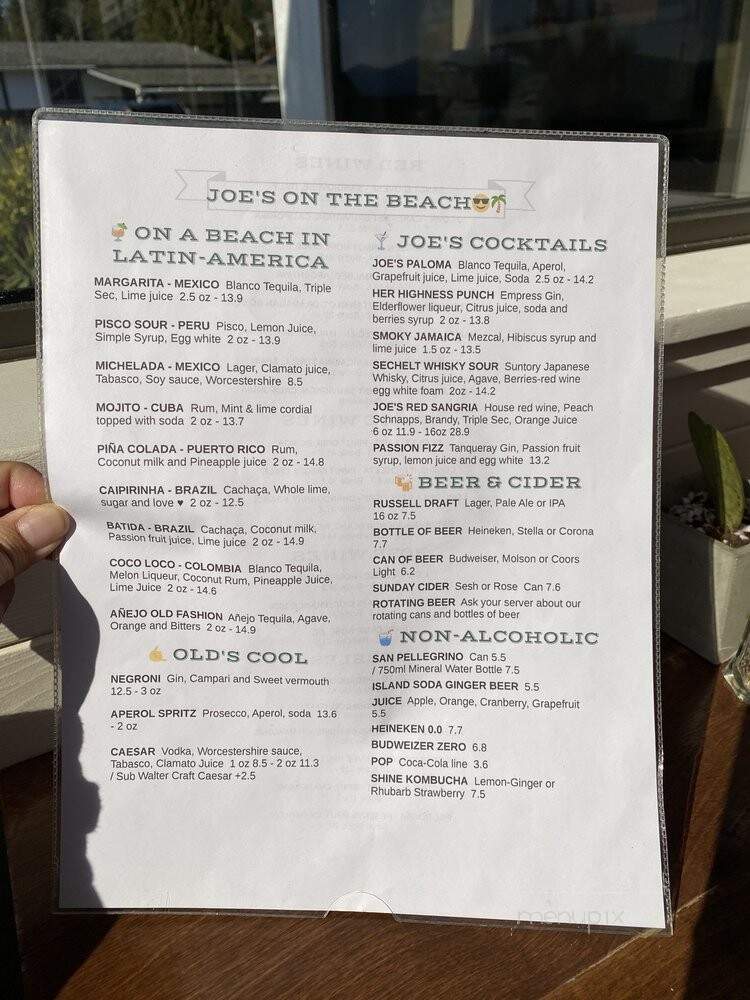 JOE'S ON THE BEACH😎🌴
🍹 ON A BEACH IN
LATIN-AMERICA
MARGARITA - MEXICO Blanco Tequila, Triple
Sec, Lime juice 2.5 oz - 13.9
PISCO SOUR - PERU Pisco, Lemon Juice,
Simple Syrup, Egg white 2 oz - 13.9
MICHELADA - MEXICO Lager, Clamato juice,
Tabasco, Soy sauce, Worcestershire 8.5
MOJITO - CUBA Rum, Mint & lime cordial
topped with soda 2 oz - 13.7
PIÑA COLADA - PUERTO RICO Rum,
Coconut milk and Pineapple juice 2 oz - 14.8
CAIPIRINHA - BRAZIL Cachaça, Whole lime,
sugar and love ♥ 2 oz - 12.5
BATIDA - BRAZIL Cachaça, Coconut milk,
Passion fruit juice, Lime juice 2 oz - 14.9
COCO LOCO - COLOMBIA Blanco Tequila,
Melon Liqueur, Coconut Rum, Pineapple Juice,
Lime Juice 2 oz - 14.6
AÑEJO OLD FASHION Añejo Tequila, Agave,
Orange and Bitters 2 oz - 14.9
🤙 OLD'S COOL
NEGRONI Gin, Campari and Sweet vermouth
12.5 - 3 oz
APEROL SPRITZ Prosecco, Aperol, soda 13.6
- 2 oz
CAESAR Vodka, Worcestershire sauce,
Tabasco, Clamato Juice 1 oz 8.5 - 2 oz 11.3
/ Sub Walter Craft Caesar +2.5
🍸 JOE'S COCKTAILS
JOE'S PALOMA Blanco Tequila, Aperol,
Grapefruit juice, Lime juice, Soda 2.5 oz - 14.2
HER HIGHNESS PUNCH Empress Gin,
Elderflower liqueur, Citrus juice, soda and
berries syrup 2 oz - 13.8
SMOKY JAMAICA Mezcal, Hibiscus syrup and
lime juice 1.5 oz - 13.5
SECHELT WHISKY SOUR Suntory Japanese
Whisky, Citrus juice, Agave, Berries-red wine
egg white foam 2oz - 14.2
JOE'S RED SANGRIA House red wine, Peach
Schnapps, Brandy, Triple Sec, Orange Juice
6 oz 11.9 - 16oz 28.9
PASSION FIZZ Tanqueray Gin, Passion fruit
syrup, lemon juice and egg white 13.2
🍻 BEER & CIDER
RUSSELL DRAFT Lager, Pale Ale or IPA
16 oz 7.5
BOTTLE OF BEER Heineken, Stella or Corona
7.7
CAN OF BEER Budweiser, Molson or Coors
Light 6.2
SUNDAY CIDER Sesh or Rose Can 7.6
ROTATING BEER Ask your server about our
rotating cans and bottles of beer
NON-ALCOHOLIC
SAN PELLEGRINO Can 5.5
/ 750ml Mineral Water Bottle 7.5
ISLAND SODA GINGER BEER 5.5
JUICE Apple, Orange, Cranberry, Grapefruit
5.5
HEINEKEN 0.0 7.7
BUDWEIZER ZERO 6.8
POP Coca-Cola line 3.6
SHINE KOMBUCHA Lemon-Ginger or
Rhubarb Strawberry 7.5
menupix